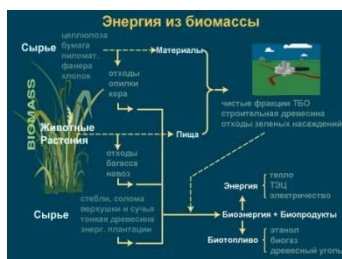 Энергия из биомассы
целлюлоза
Сырье
бумага
Материалы
пиломат.
фанера
хлопок
отходы
опилки
кора
чистые фракции ТБО
строительная древесина
отходы зеленых насаждений
BIOMASS
Животные
Растения
Пища
отходы
багасса
навоз
тепло
Энергия
ТЭЦ
электричество
стебли, солома
верхушки и сучья
Сырье
тонкая древесина
энерг. плантации
Биоэнергия + Биопродукты
этанол
Биотопливо
биогаз
древесный уголь